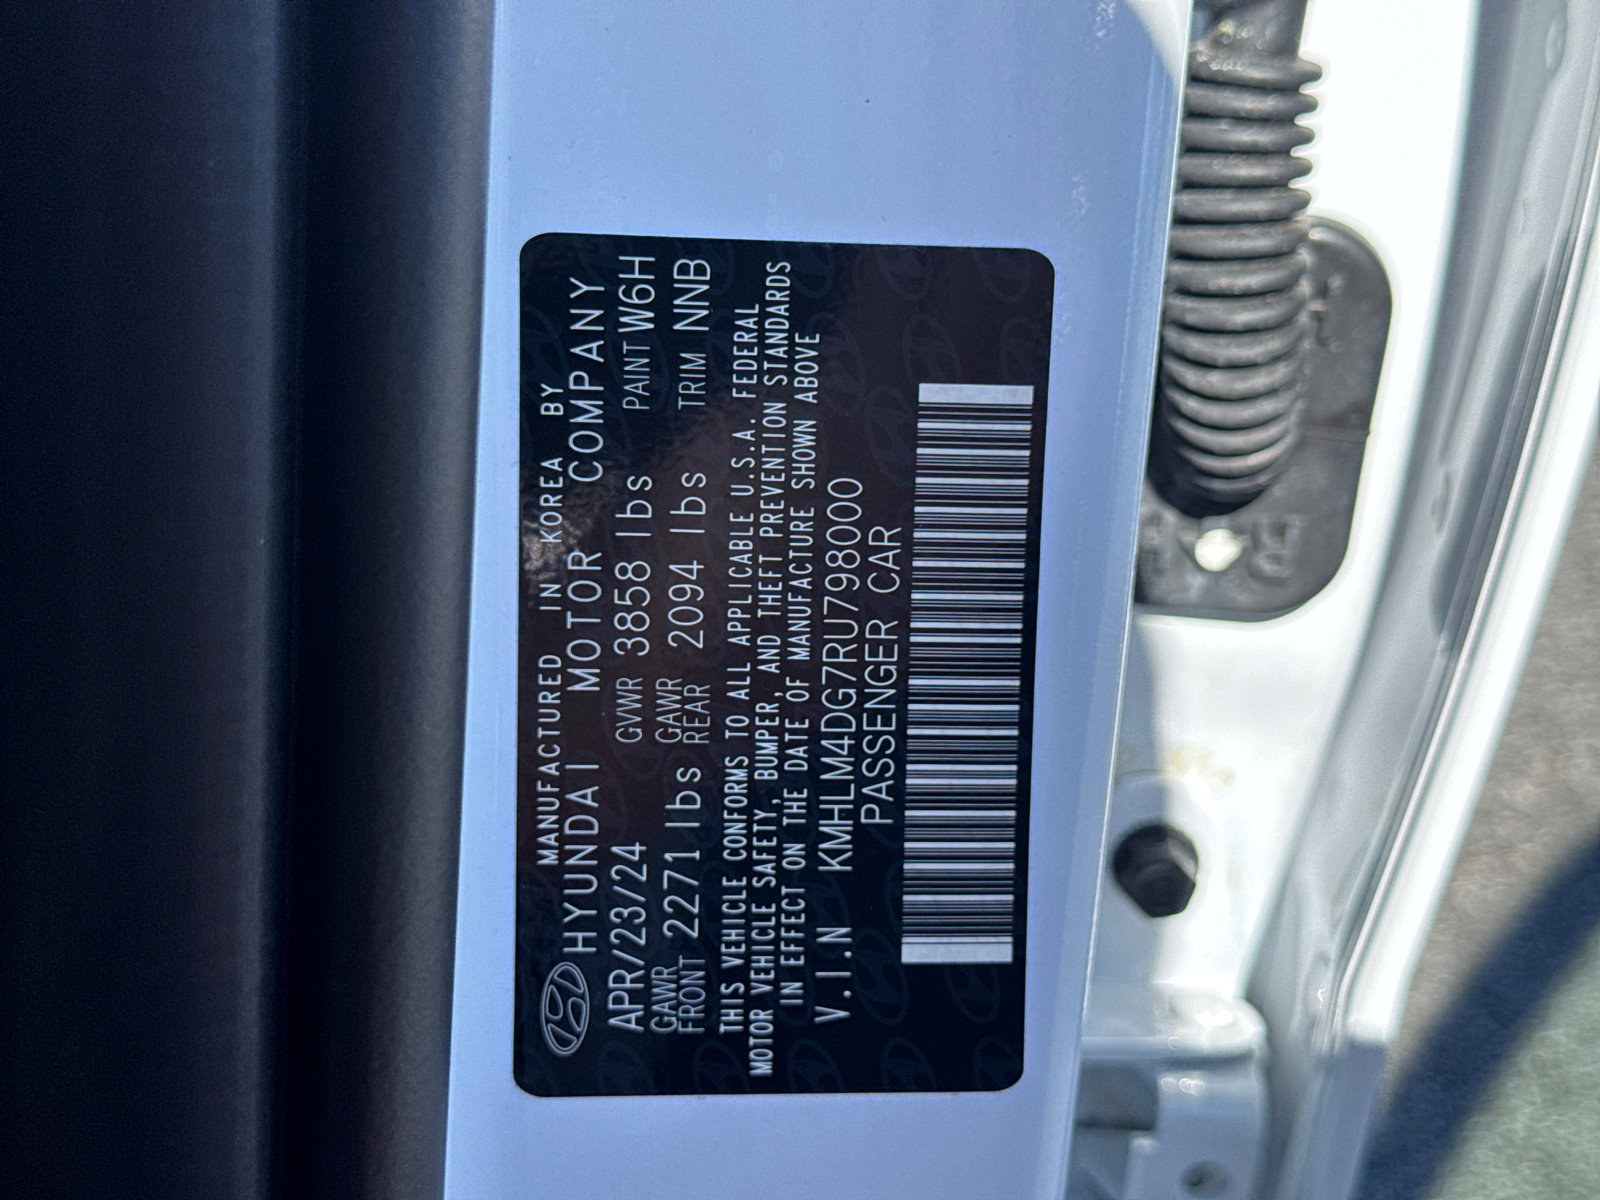 MANUFACTURED IN KOREA BY
HYUNDAI MOTOR COMPANY
APR/23/24 GVWR 3858 lbs PAINT W6H
GAWR FRONT 2271lbs GAWR REAR 2094 lbs TRIM NNB
THIS VEHICLE CONFORMS TO ALL APPLICABLE U.S.A. FEDERAL
MOTOR VEHICLE SAFETY, BUMPER, AND THEFT PREVENTION STANDARDS
IN EFFECT ON THE DATE OF MANUFACTURE SHOWN ABOVE
V.I.N KMHLM4DG7RU798000
PASSENGER CAR